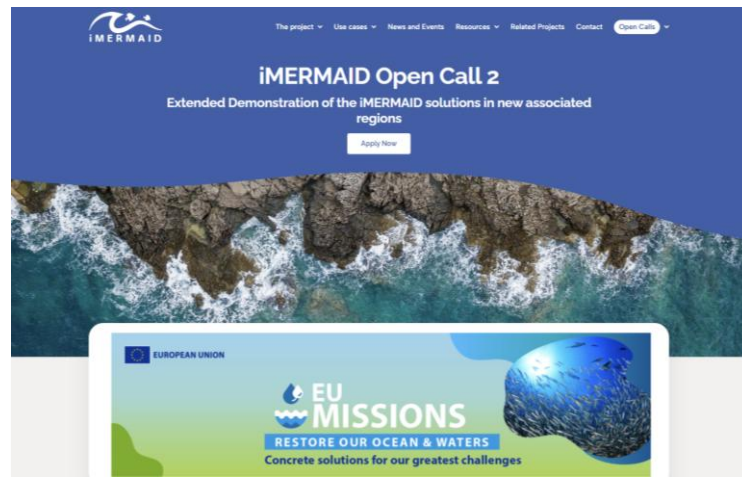 iMERMAID
The project
Use cases
News and Events
Resources
Related Projects
Contact
Open Calls
iMERMAID Open Call 2
Extended Demonstration of the iMERMAID solutions in new associated
regions
Apply Now
EUROPEAN UNION
EU
MISSIONS
RESTORE OUR OCEAN & WATERS
Concrete solutions for our greatest challenges